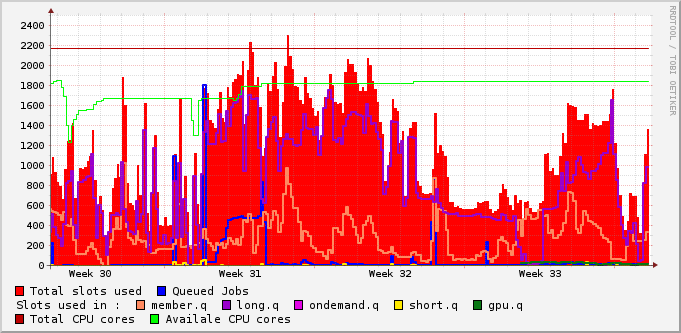 RRDTOOL / TOBI OETIKER
2400
2200
2000
1800
1600
1400
1200
1000
800
600
400
200
0
Week 30 Week 31 Week 32 Week 33
Total slots used Queued Jobs
Slots used in : member.q long.q ondemand.q short.q gpu.q
Total CPU cores Availale CPU cores